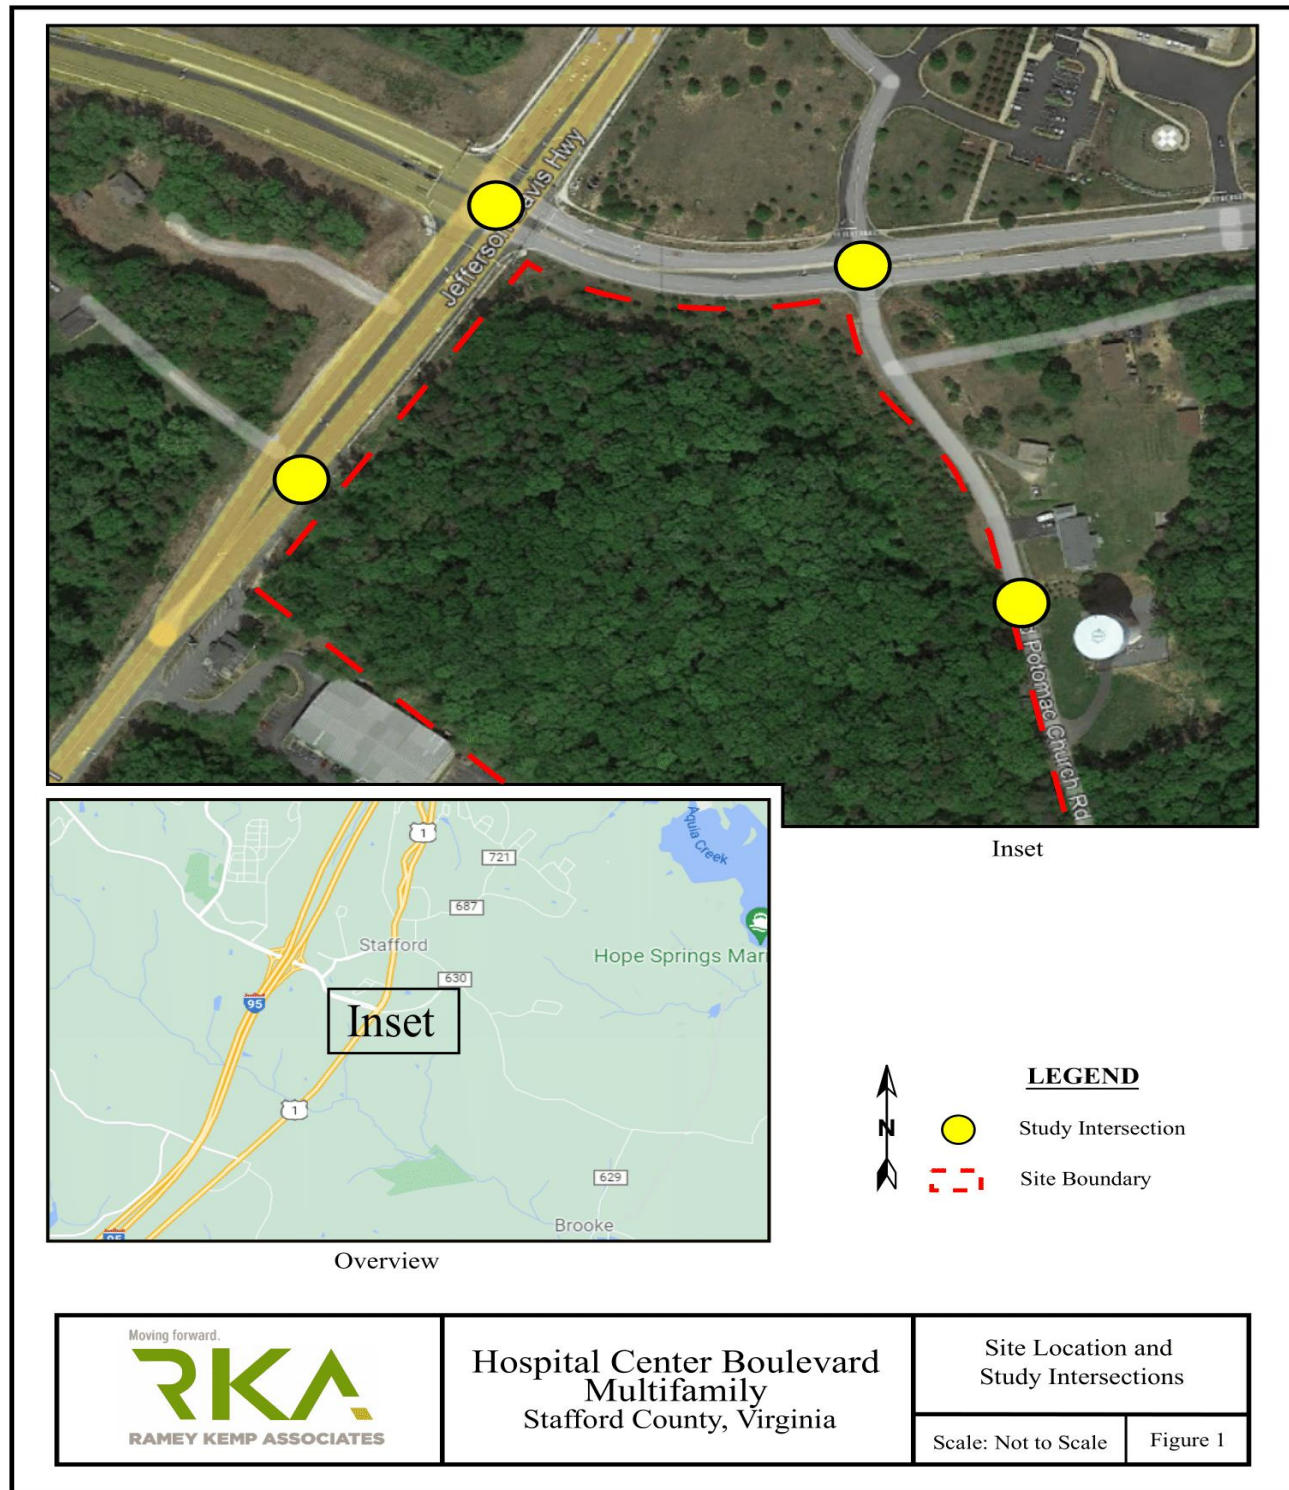 Jefferson Davis Hwy
Potomac Church Rd
Inset
1
721
687
Stafford
630
95
Inset
1
629
Brooke
95
Aquia Creek
Hope Springs Mari
Overview
LEGEND
N
Study Intersection
Site Boundary
Moving forward.
RKA
RAMEY KEMP ASSOCIATES
Hospital Center Boulevard
Multifamily
Stafford County, Virginia
Site Location and
Study Intersections
Scale: Not to Scale
Figure 1